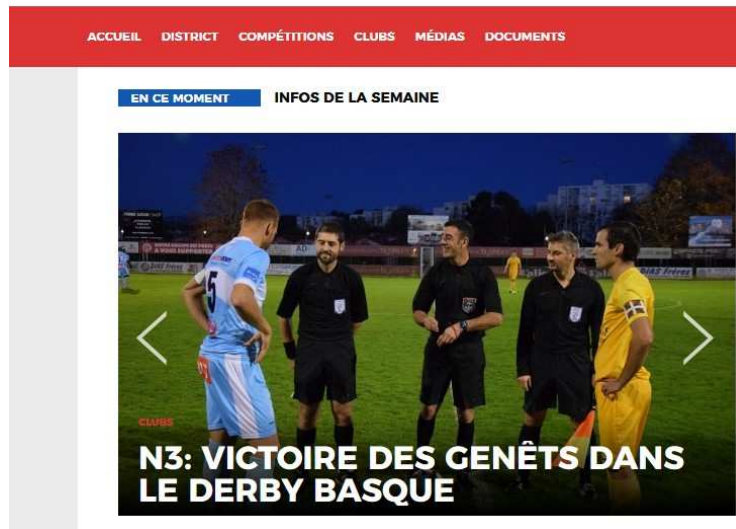 ACCUEIL DISTRICT COMPÉTITIONS CLUBS MÉDIAS DOCUMENTS
EN CE MOMENT INFOS DE LA SEMAINE
5
CLUBS
N3: VICTOIRE DES GENÊTS DANS
LE DERBY BASQUE